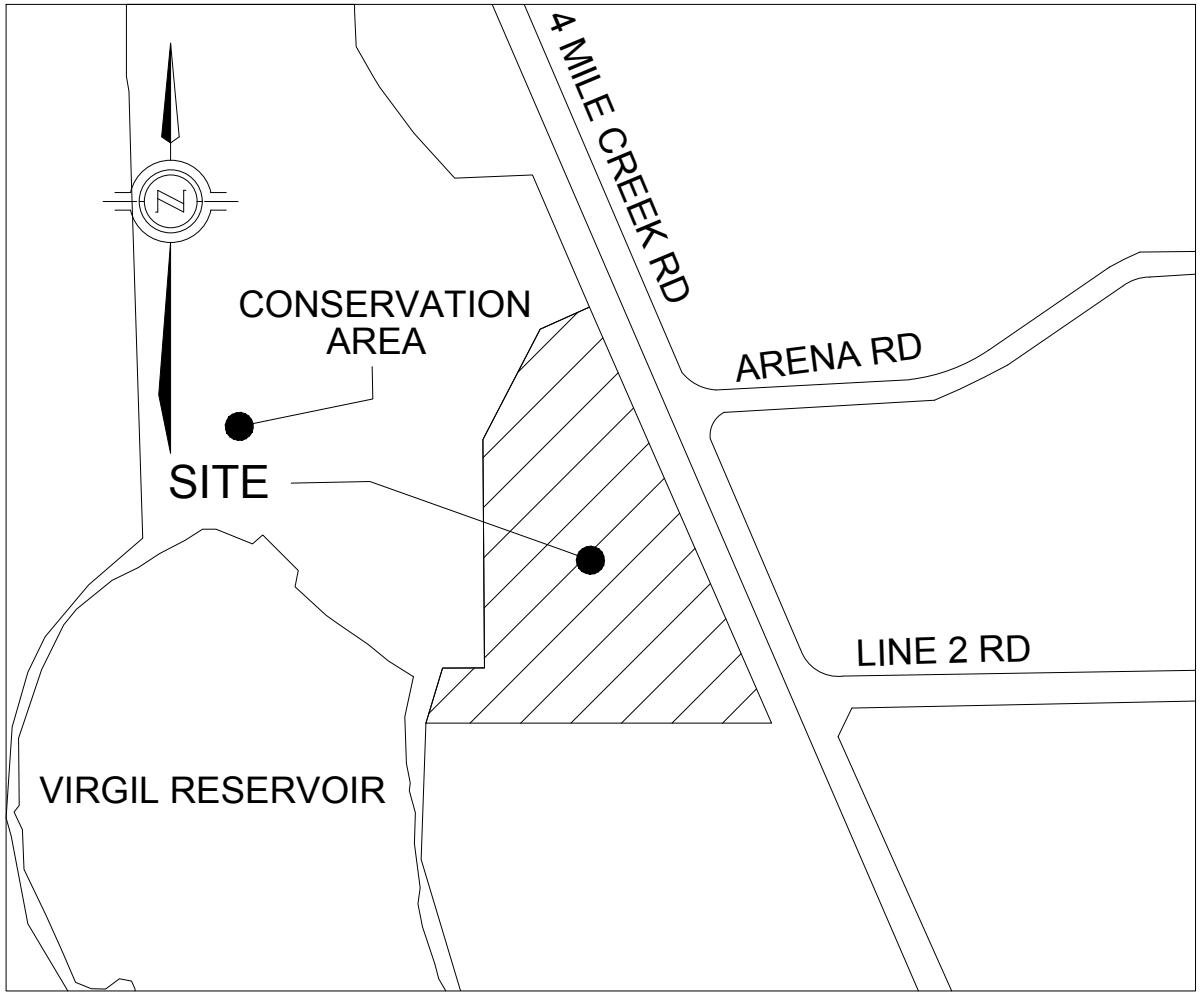 4 MILE CREEK RD
N
CONSERVATION
AREA
ARENA RD
SITE
LINE 2 RD
VIRGIL RESERVOIR